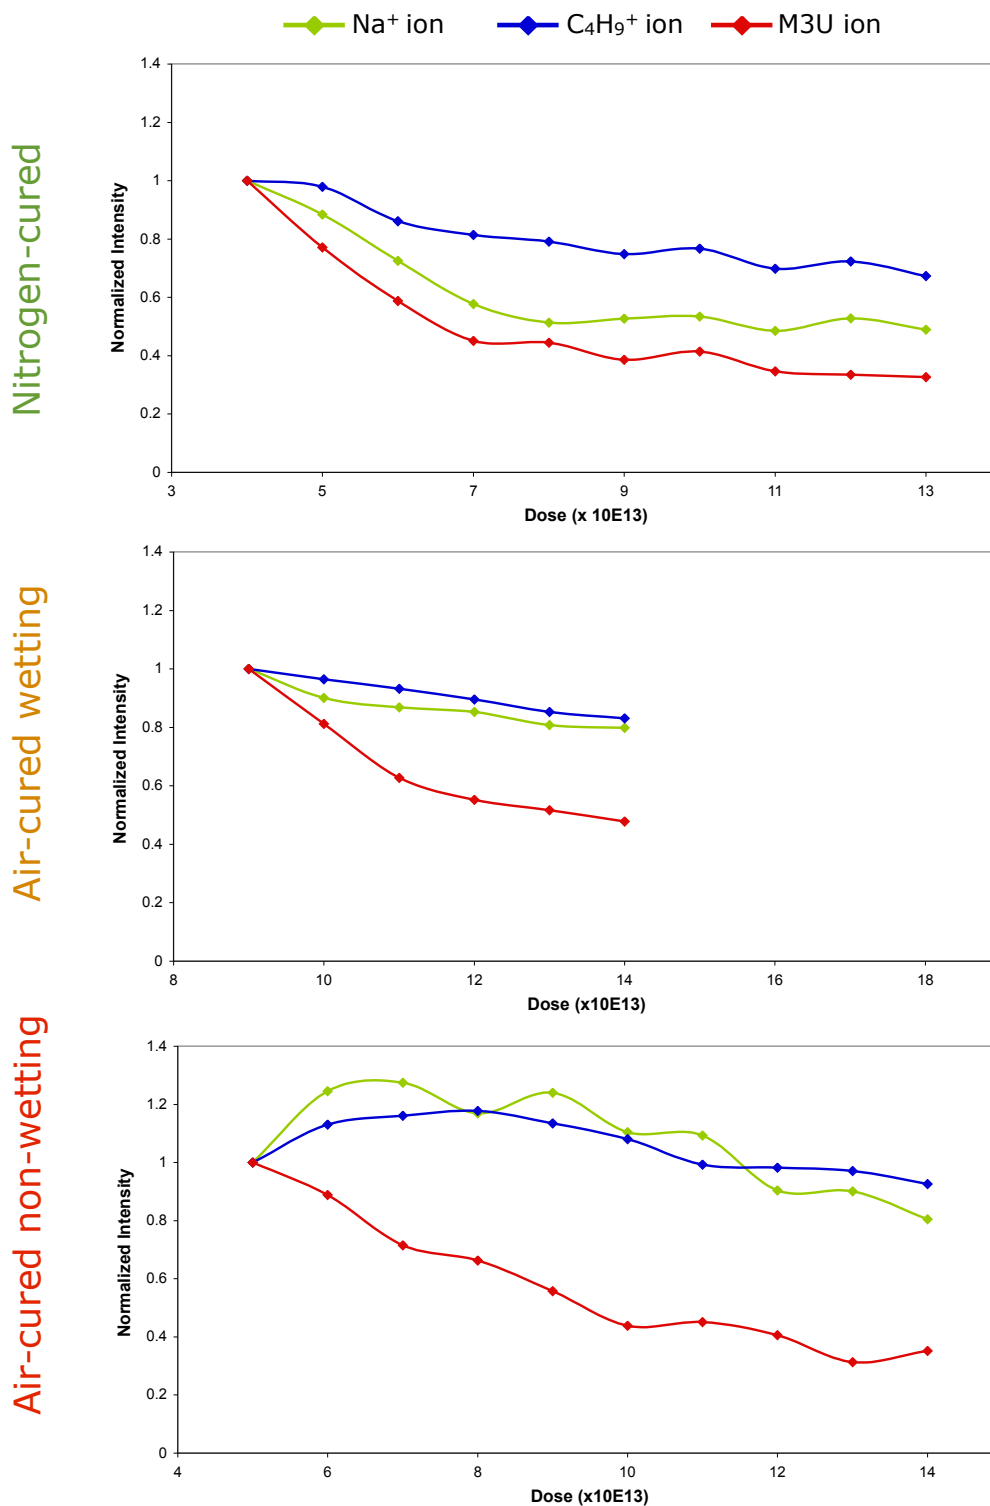 Na⁺ ion C₄H₉⁺ ion M3U ion
Nitrogen-cured
Normalized Intensity
1.4
1.2
1
0.8
0.6
0.4
0.2
0
3 5 7 9 11 13
Dose (x 10E13)
Air-cured wetting
Normalized Intensity
1.4
1.2
1
0.8
0.6
0.4
0.2
0
8 10 12 14 16 18
Dose (x10E13)
Air-cured non-wetting
Normalized Intensity
1.4
1.2
1
0.8
0.6
0.4
0.2
0
4 6 8 10 12 14
Dose (x10E13)